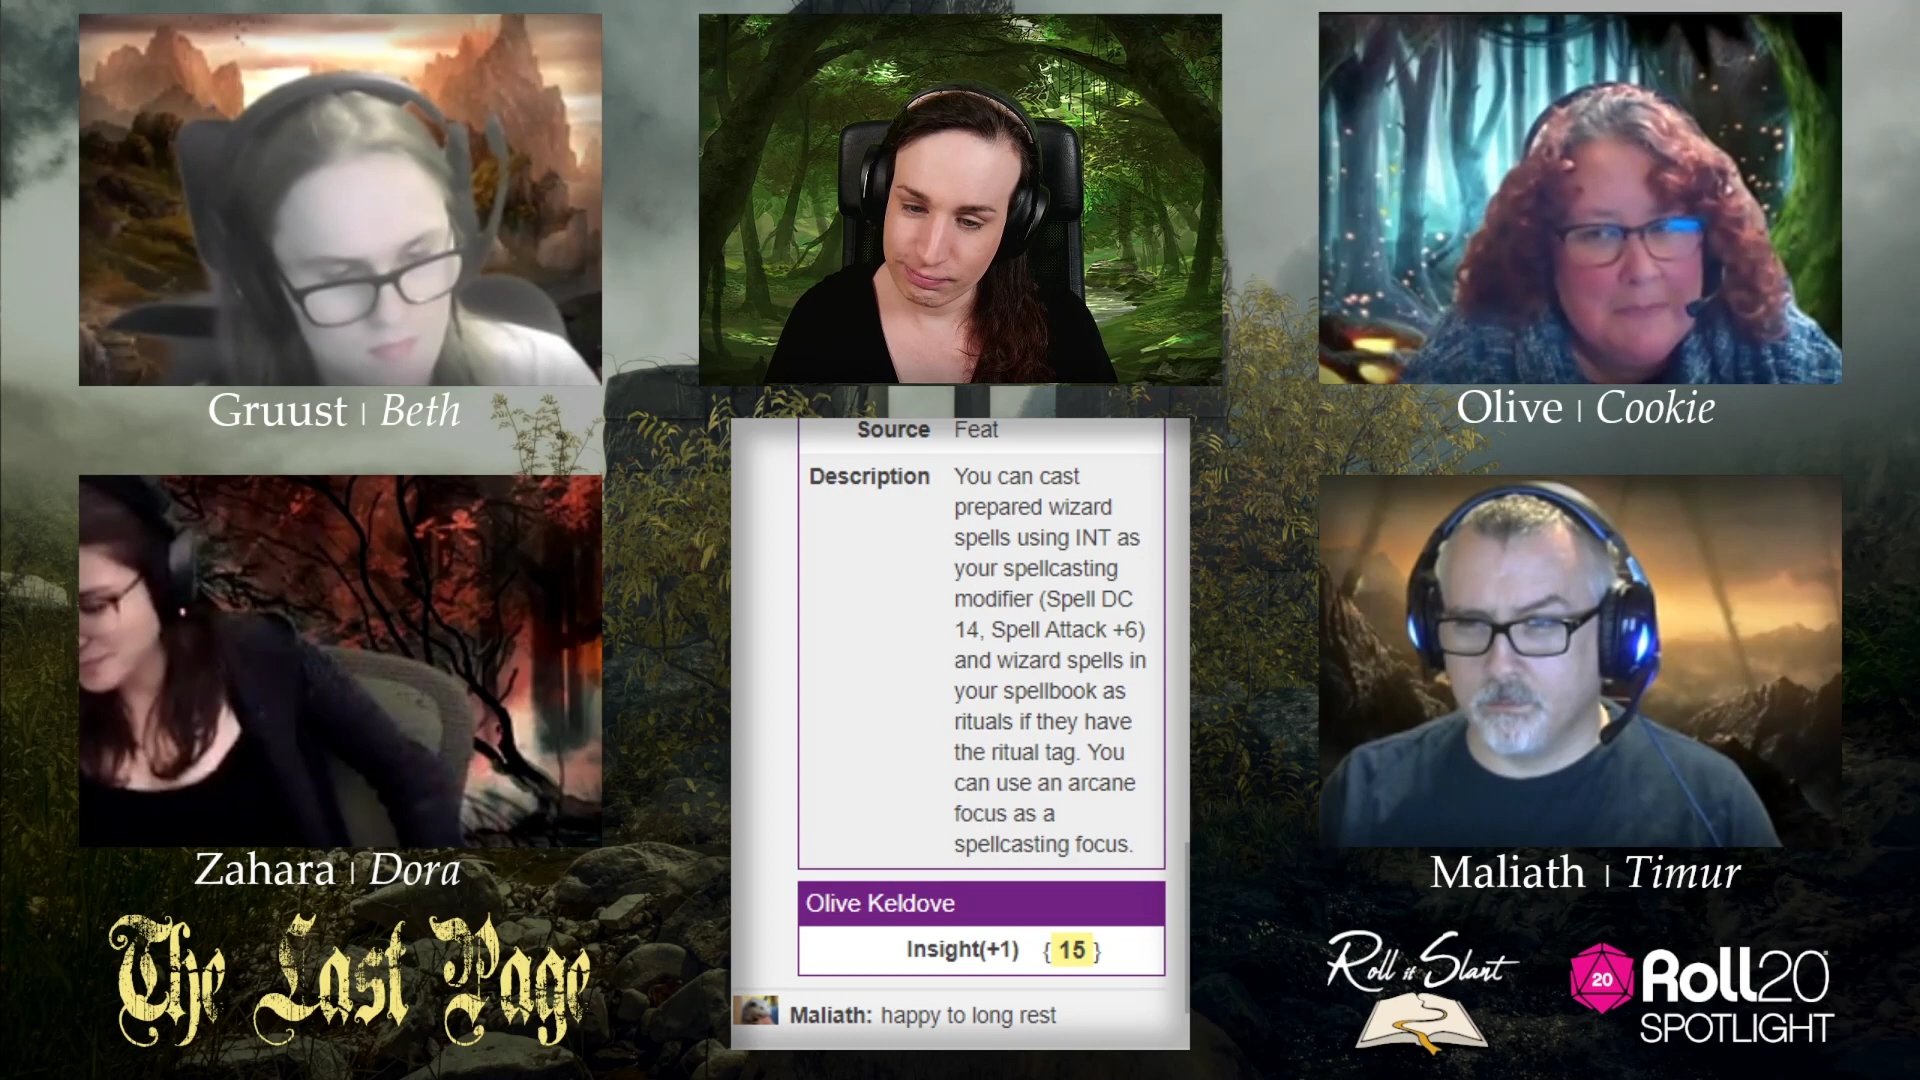 Gruust | Beth
Olive | Cookie
Source Feat
Description You can cast
prepared wizard
spells using INT as
your spellcasting
modifier (Spell DC
14, Spell Attack +6)
and wizard spells in
your spellbook as
rituals if they have
the ritual tag. You
can use an arcane
focus as a
spellcasting focus.
Olive Keldove
Insight(+1) {15}
Maliath: happy to long rest
Zahara | Dora
Maliath | Timur
The Last Page
Roll it Slant
20
Roll20
SPOTLIGHT